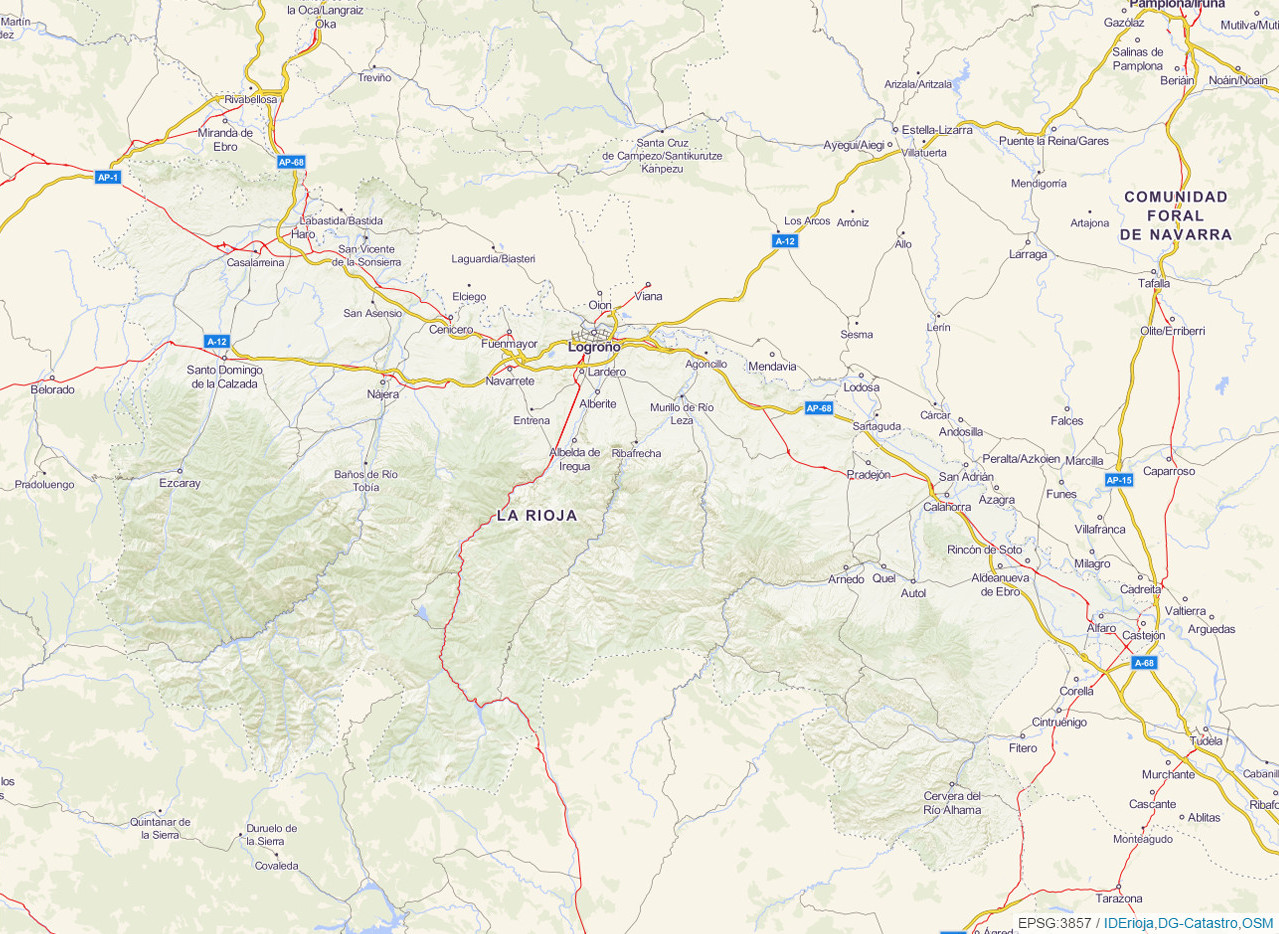 Pamplona/Iruña
la Oca/Langraiz
Oka
Martín
Gazólaz
Mutilva/Muti
Salinas de
Pamplona
Treviño
Beriáin
Noáin/Noain
Arizala/Aritzala
Rivabellosa
Miranda de
Ebro
Estella-Lizarra
Santa Cruz
de Campezo/Santikurutze
Kanpezu
Ayegui/Aiegi
Villatuerta
Puente la Reina/Gares
AP-68
AP-1
Mendigorría
COMUNIDAD
FORAL
DE NAVARRA
Labastida/Bastida
Haro
Los Arcos
Arróniz
Artajona
A-12
Allo
San Vicente
de la Sonsierra
Casalarreina
Laguardia/Biasteri
Larraga
Tafalla
Elciego
Viana
Oion
San Asensio
Cenicero
Lerín
Sesma
Olite/Erriberri
A-12
Fuenmayor
Logroño
Santo Domingo
de la Calzada
Lardero
Agoncillo
Mendavia
Belorado
Navarrete
Nájera
Lodosa
Alberite
Murillo de Río
Leza
AP-68
Cárcar
Falces
Entrena
Sartaguda
Andosilla
Albelda de
Iregua
Ribafrecha
Peralta/Azkoien
Marcilla
Caparroso
Pradoluengo
Ezcaray
Baños de Río
Tobía
Pradejón
San Adrián
AP-15
Funes
Azagra
Calahorra
LA RIOJA
Villafranca
Rincón de Soto
Milagro
Arnedo
Quel
Autol
Aldeanueva
de Ebro
Cadreita
Valtierra
Alfaro
Castejón
Arguedas
A-68
Corella
Cintruénigo
Fitero
Tudela
Murchante
Cabanil
los
s
Cervera del
Río Alhama
Cascante
Ribafo
Ablitas
Quintanar de
la Sierra
Duruelo de
la Sierra
Monteagudo
Covaleda
Tarazona
EPSG:3857 / IDErioja,DG-Catastro,OSM